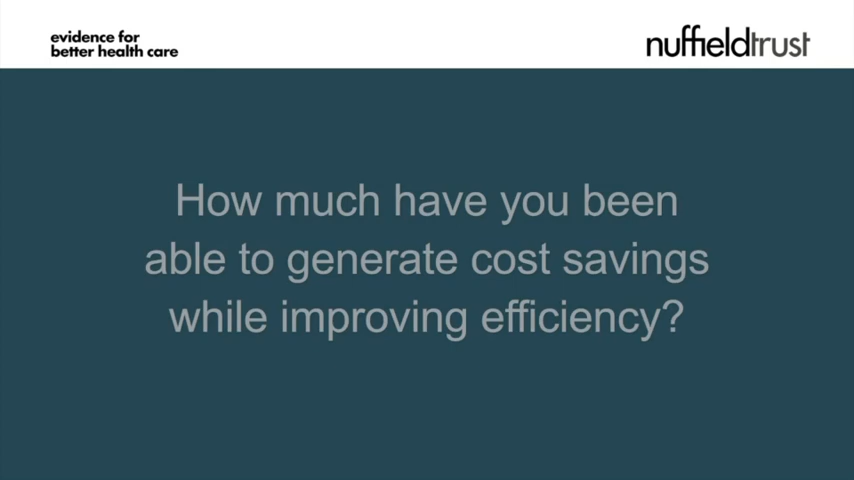 evidence for
better health care
nuffieldtrust
How much have you been
able to generate cost savings
while improving efficiency?